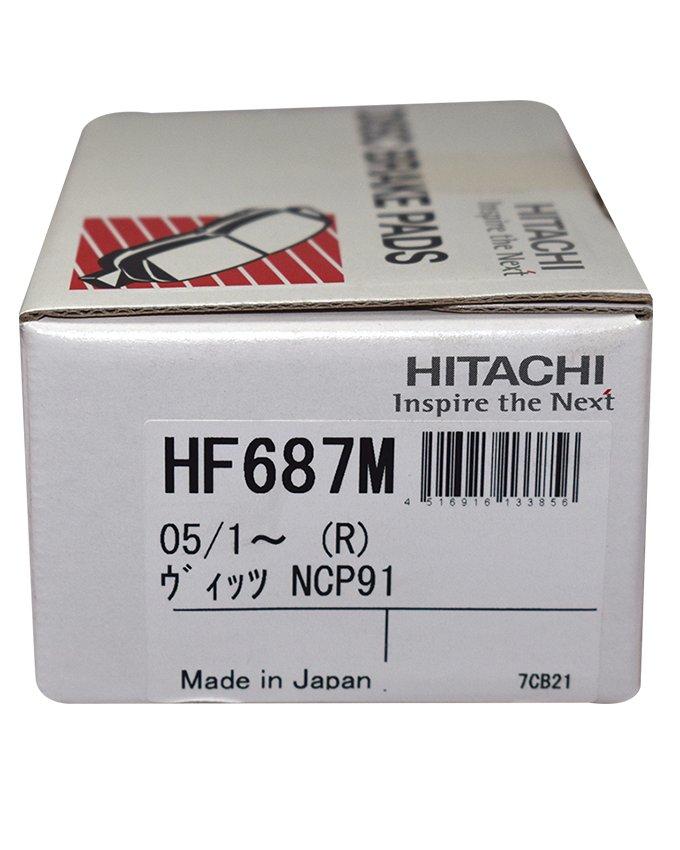 DISC BRAKE PADS
HITACHI
Inspire the Next
HITACHI
Inspire the Next
HF687M
4 516916 133856
05/1～ (R)
ヴィッツ NCP91
Made in Japan
7CB21